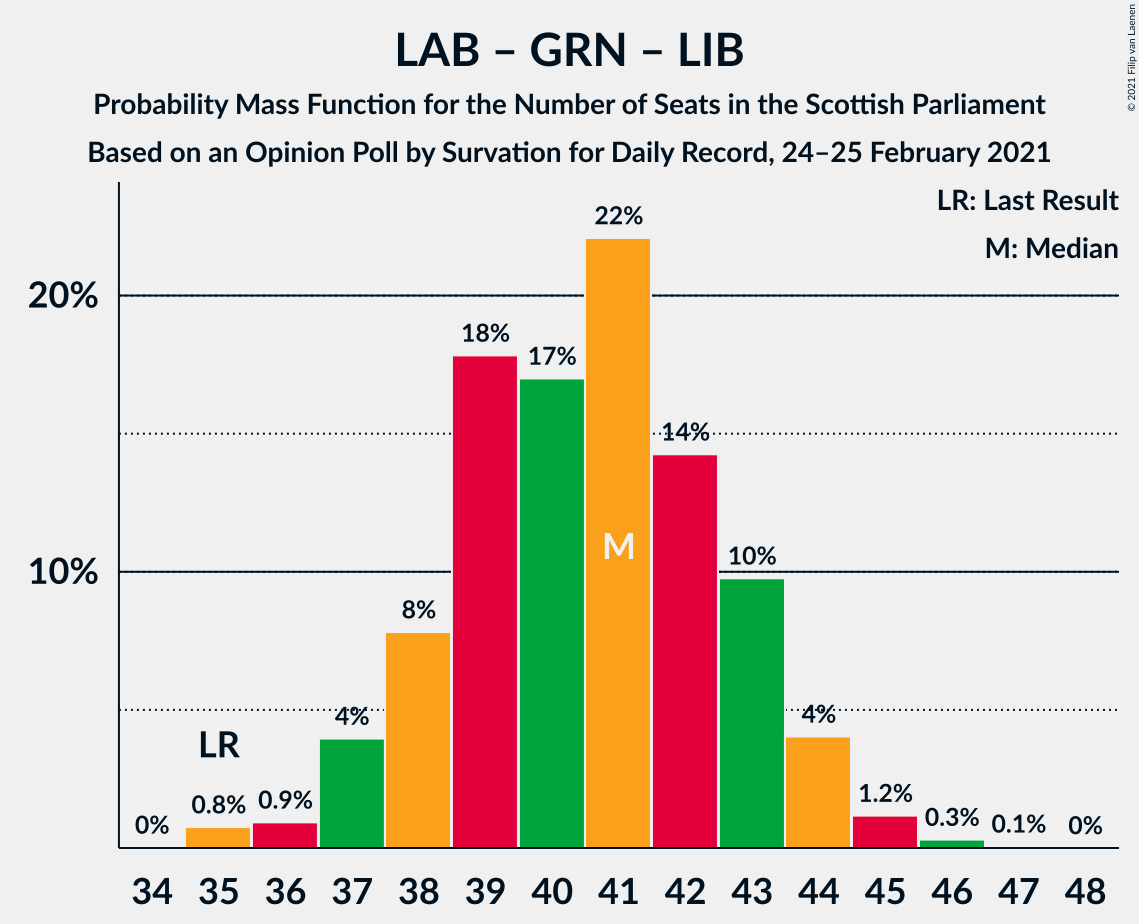 LAB – GRN – LIB
Probability Mass Function for the Number of Seats in the Scottish Parliament
Based on an Opinion Poll by Survation for Daily Record, 24–25 February 2021
© 2021 Filip van Laenen
LR: Last Result
M: Median
20%
10%
0%
0.8%
0.9%
4%
8%
18%
17%
22%
14%
10%
4%
1.2%
0.3%
0.1%
0%
LR
M
34 35 36 37 38 39 40 41 42 43 44 45 46 47 48